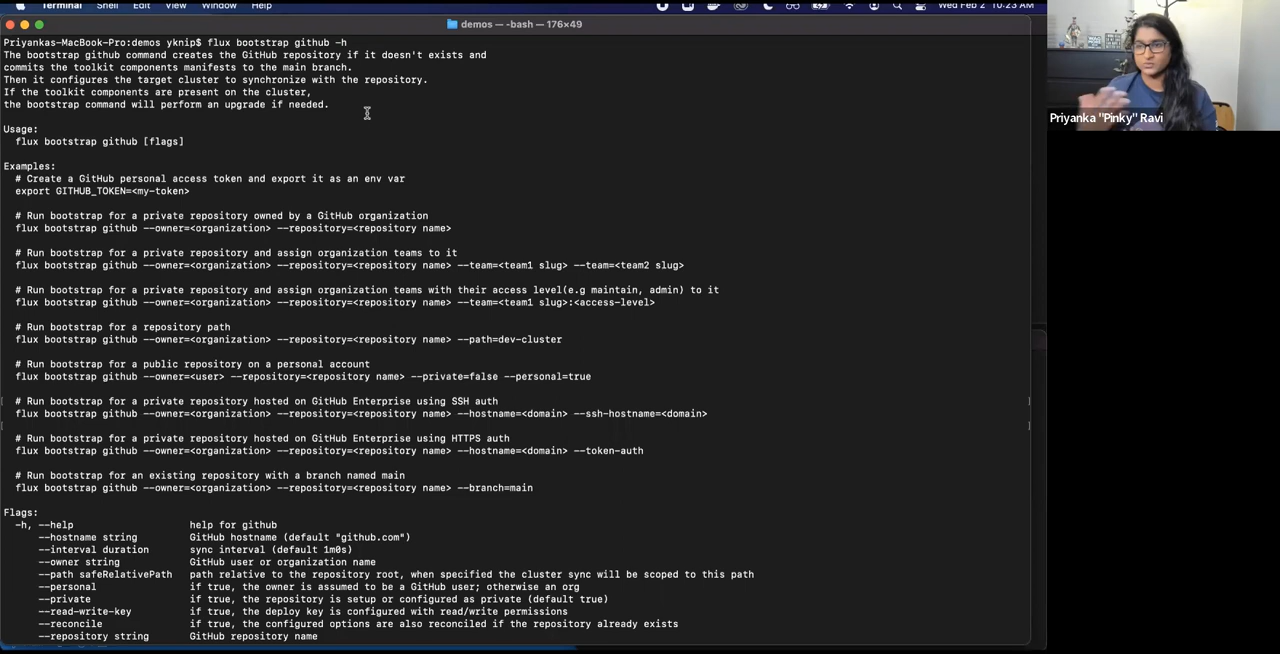 Terminal Shell Edit View Window Help
Wed Feb 2 10:23 AM
demos — -bash — 176×49
Priyankas-MacBook-Pro:demos yknip$ flux bootstrap github -h
The bootstrap github command creates the GitHub repository if it doesn't exists and
commits the toolkit components manifests to the main branch.
Then it configures the target cluster to synchronize with the repository.
If the toolkit components are present on the cluster,
the bootstrap command will perform an upgrade if needed.
Usage:
flux bootstrap github [flags]
Examples:
# Create a GitHub personal access token and export it as an env var
export GITHUB_TOKEN=<my-token>
# Run bootstrap for a private repository owned by a GitHub organization
flux bootstrap github --owner=<organization> --repository=<repository name>
# Run bootstrap for a private repository and assign organization teams to it
flux bootstrap github --owner=<organization> --repository=<repository name> --team=<team1 slug> --team=<team2 slug>
# Run bootstrap for a private repository and assign organization teams with their access level(e.g maintain, admin) to it
flux bootstrap github --owner=<organization> --repository=<repository name> --team=<team1 slug>:<access-level>
# Run bootstrap for a repository path
flux bootstrap github --owner=<organization> --repository=<repository name> --path=dev-cluster
# Run bootstrap for a public repository on a personal account
flux bootstrap github --owner=<user> --repository=<repository name> --private=false --personal=true
# Run bootstrap for a private repository hosted on GitHub Enterprise using SSH auth
flux bootstrap github --owner=<organization> --repository=<repository name> --hostname=<domain> --ssh-hostname=<domain>
# Run bootstrap for a private repository hosted on GitHub Enterprise using HTTPS auth
flux bootstrap github --owner=<organization> --repository=<repository name> --hostname=<domain> --token-auth
# Run bootstrap for an existing repository with a branch named main
flux bootstrap github --owner=<organization> --repository=<repository name> --branch=main
Flags:
-h, --help help for github
--hostname string GitHub hostname (default "github.com")
--interval duration sync interval (default 1m0s)
--owner string GitHub user or organization name
--path safeRelativePath path relative to the repository root, when specified the cluster sync will be scoped to this path
--personal if true, the owner is assumed to be a GitHub user; otherwise an org
--private if true, the repository is setup or configured as private (default true)
--read-write-key if true, the deploy key is configured with read/write permissions
--reconcile if true, the configured options are also reconciled if the repository already exists
--repository string GitHub repository name
Priyanka "Pinky" Ravi